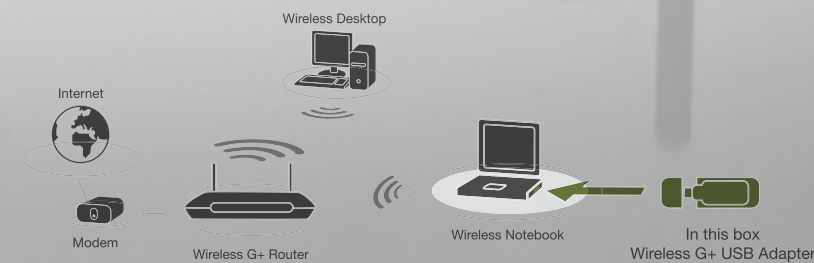 Wireless Desktop
Internet
Modem
Wireless G+ Router
Wireless Notebook
In this box
Wireless G+ USB Adapter